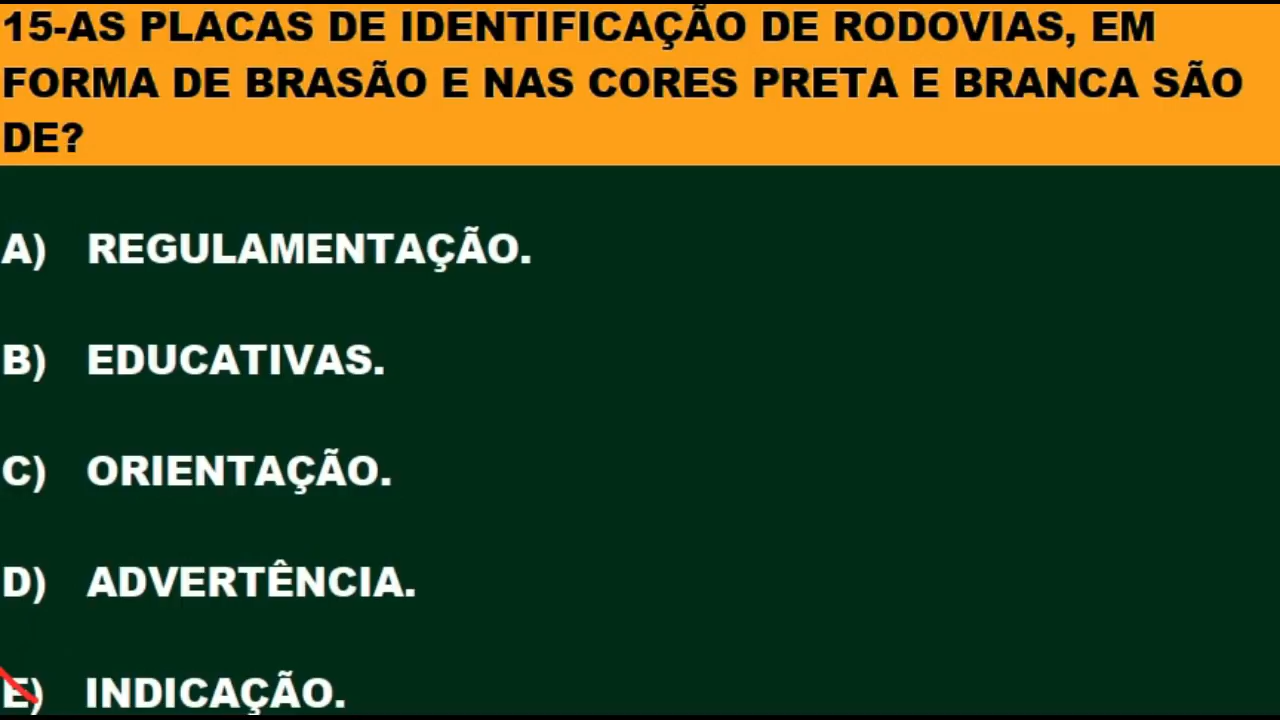 15-AS PLACAS DE IDENTIFICAÇÃO DE RODOVIAS, EM
FORMA DE BRASÃO E NAS CORES PRETA E BRANCA SÃO
DE?
A) REGULAMENTAÇÃO.
B) EDUCATIVAS.
C) ORIENTAÇÃO.
D) ADVERTÊNCIA.
E) INDICAÇÃO.